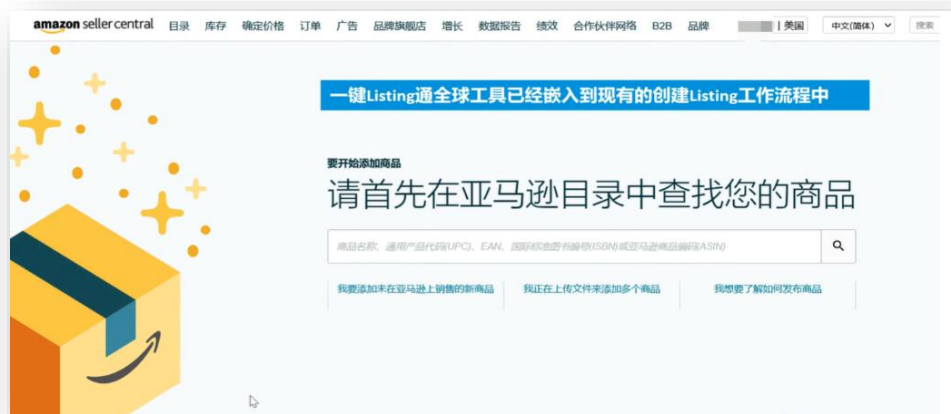 amazon seller central 目录 库存 确定价格 订单 广告 品牌旗舰店 增长 数据报告 绩效 合作伙伴网络 B2B 品牌 | 美国 中文(简体) 搜索
一键Listing通全球工具已经嵌入到现有的创建Listing工作流程中
要开始添加商品
请首先在亚马逊目录中查找您的商品
商品名称、通用产品代码(UPC)、EAN、国际标准图书编号(ISBN)或亚马逊商品编码(ASIN)
我要添加未在亚马逊上销售的新商品 我正在上传文件来添加多个商品 我想要了解如何发布商品